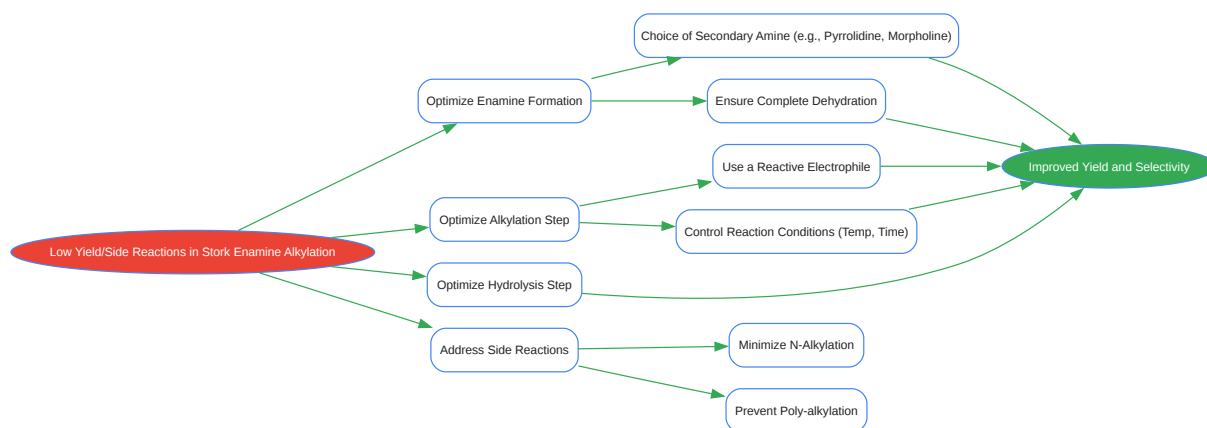 Choice of Secondary Amine (e.g., Pyrrolidine, Morpholine)
Optimize Enamine Formation
Ensure Complete Dehydration
Use a Reactive Electrophile
Improved Yield and Selectivity
Optimize Alkylation Step
Control Reaction Conditions (Temp, Time)
Low Yield/Side Reactions in Stork Enamine Alkylation
Optimize Hydrolysis Step
Address Side Reactions
Minimize N-Alkylation
Prevent Poly-alkylation